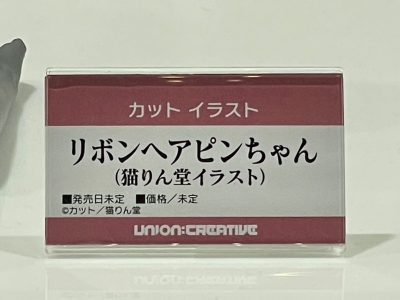 カット イラスト
リボンヘアピンちゃん
(猫りん堂イラスト)
■発売日未定 ■価格/未定
©カット/猫りん堂
UNION:CREATIVE